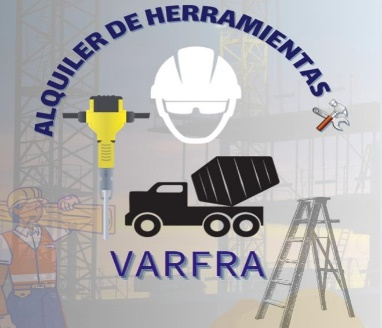 ALQUILER DE HERRAMIENTAS
VARFRA